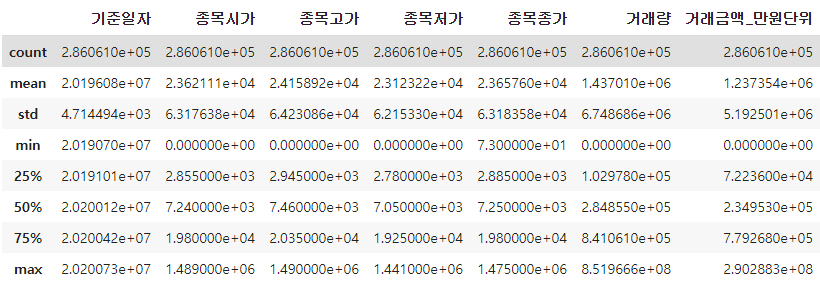 기준일자 종목시가 종목고가 종목저가 종목종가 거래량 거래금액_만원단위
count 2.860610e+05 2.860610e+05 2.860610e+05 2.860610e+05 2.860610e+05 2.860610e+05 2.860610e+05
mean 2.019608e+07 2.362111e+04 2.415892e+04 2.312322e+04 2.365760e+04 1.437010e+06 1.237354e+06
std 4.714494e+03 6.317638e+04 6.423086e+04 6.215330e+04 6.318358e+04 6.748686e+06 5.192501e+06
min 2.019070e+07 0.000000e+00 0.000000e+00 0.000000e+00 7.300000e+01 0.000000e+00 0.000000e+00
25% 2.019101e+07 2.855000e+03 2.945000e+03 2.780000e+03 2.885000e+03 1.029780e+05 7.223600e+04
50% 2.020012e+07 7.240000e+03 7.460000e+03 7.050000e+03 7.250000e+03 2.848550e+05 2.349530e+05
75% 2.020042e+07 1.980000e+04 2.035000e+04 1.925000e+04 1.980000e+04 8.410610e+05 7.792680e+05
max 2.020073e+07 1.489000e+06 1.490000e+06 1.441000e+06 1.475000e+06 8.519666e+08 2.902883e+08